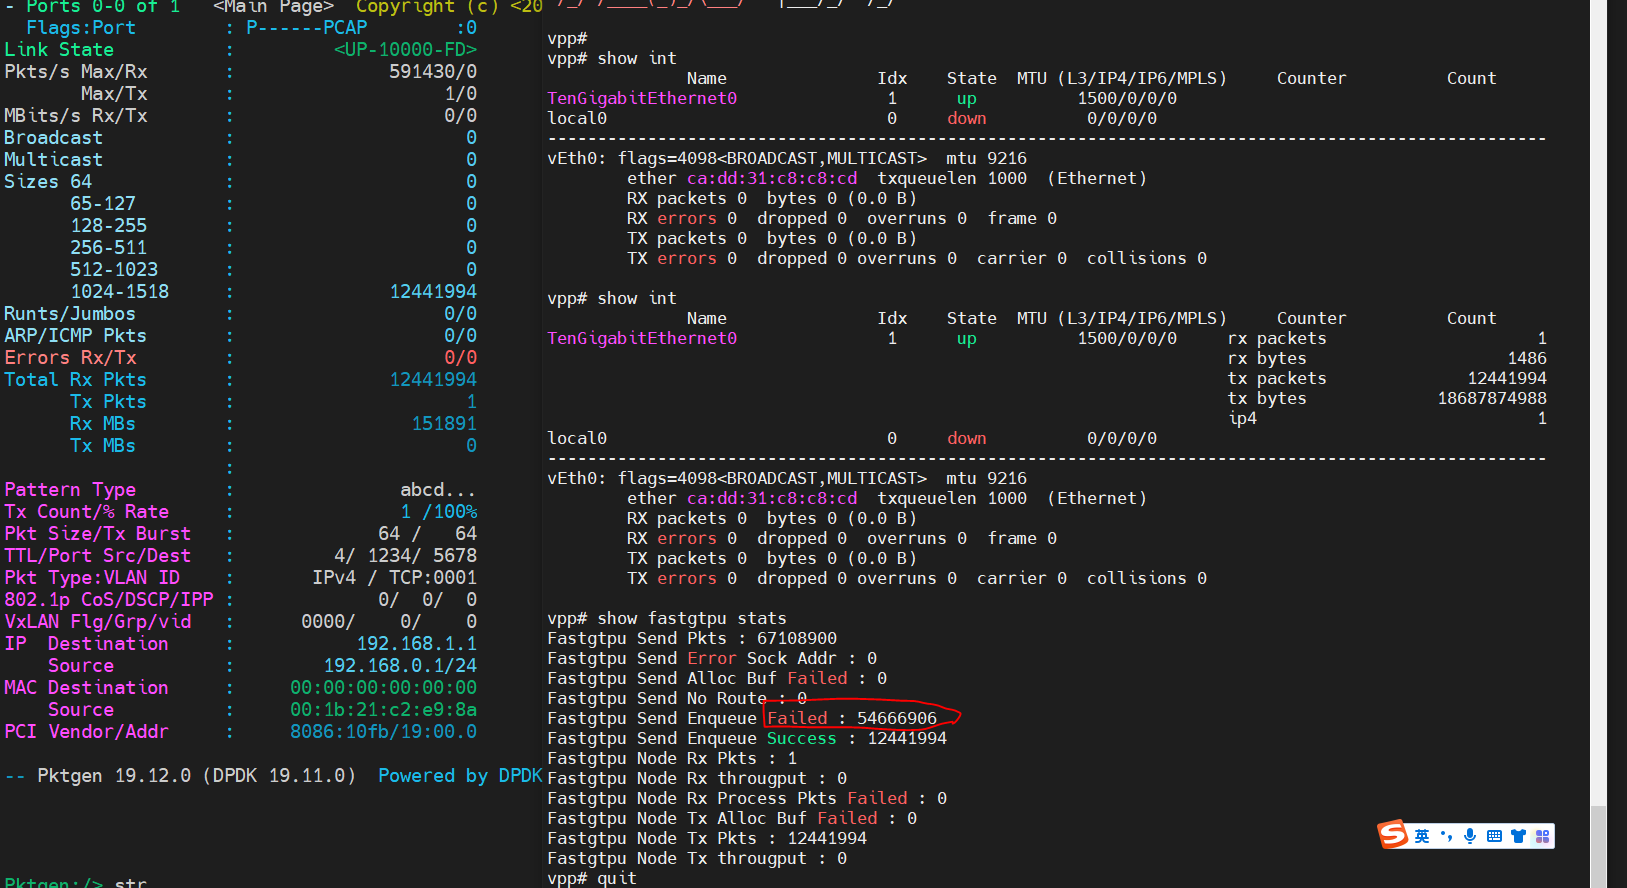 - Ports 0-0 of 1   <Main Page>  Copyright (c) <20
  Flags:Port        : P------PCAP        :0
Link State          :          <UP-10000-FD>
Pkts/s Max/Rx       :               591430/0
       Max/Tx       :                    1/0
MBits/s Rx/Tx       :                    0/0
Broadcast           :                      0
Multicast           :                      0
Sizes 64            :                      0
      65-127        :                      0
      128-255       :                      0
      256-511       :                      0
      512-1023      :                      0
      1024-1518     :               12441994
Runts/Jumbos        :                    0/0
ARP/ICMP Pkts       :                    0/0
Errors Rx/Tx        :                    0/0
Total Rx Pkts       :               12441994
      Tx Pkts       :                      1
      Rx MBs        :                 151891
      Tx MBs        :                      0
                    :
Pattern Type        :                abcd...
Tx Count/% Rate     :                1 /100%
Pkt Size/Tx Burst   :              64 /   64
TTL/Port Src/Dest   :          4/ 1234/ 5678
Pkt Type:VLAN ID    :        IPv4 / TCP:0001
802.1p CoS/DSCP/IPP :              0/  0/  0
VxLAN Flg/Grp/vid   :       0000/    0/    0
IP  Destination     :            192.168.1.1
    Source          :         192.168.0.1/24
MAC Destination     :      00:00:00:00:00:00
    Source          :      00:1b:21:c2:e9:8a
PCI Vendor/Addr     :      8086:10fb/19:00.0
-- Pktgen 19.12.0 (DPDK 19.11.0)  Powered by DPDK
Pktgen:/> str
vpp#
vpp# show int
              Name               Idx    State  MTU (L3/IP4/IP6/MPLS)     Counter          Count
TenGigabitEthernet0               1      up          1500/0/0/0
local0                            0     down          0/0/0/0
----------------------------------------------------------------------------------------------------
vEth0: flags=4098<BROADCAST,MULTICAST>  mtu 9216
        ether ca:dd:31:c8:c8:cd  txqueuelen 1000  (Ethernet)
        RX packets 0  bytes 0 (0.0 B)
        RX errors 0  dropped 0  overruns 0  frame 0
        TX packets 0  bytes 0 (0.0 B)
        TX errors 0  dropped 0 overruns 0  carrier 0  collisions 0
vpp# show int
              Name               Idx    State  MTU (L3/IP4/IP6/MPLS)     Counter          Count
TenGigabitEthernet0               1      up          1500/0/0/0     rx packets                     1
                                                                    rx bytes                    1486
                                                                    tx packets              12441994
                                                                    tx bytes             18687874988
                                                                    ip4                            1
local0                            0     down          0/0/0/0
----------------------------------------------------------------------------------------------------
vEth0: flags=4098<BROADCAST,MULTICAST>  mtu 9216
        ether ca:dd:31:c8:c8:cd  txqueuelen 1000  (Ethernet)
        RX packets 0  bytes 0 (0.0 B)
        RX errors 0  dropped 0  overruns 0  frame 0
        TX packets 0  bytes 0 (0.0 B)
        TX errors 0  dropped 0 overruns 0  carrier 0  collisions 0
vpp# show fastgtpu stats
Fastgtpu Send Pkts : 67108900
Fastgtpu Send Error Sock Addr : 0
Fastgtpu Send Alloc Buf Failed : 0
Fastgtpu Send No Route : 0
Fastgtpu Send Enqueue Failed : 54666906
Fastgtpu Send Enqueue Success : 12441994
Fastgtpu Node Rx Pkts : 1
Fastgtpu Node Rx througput : 0
Fastgtpu Node Rx Process Pkts Failed : 0
Fastgtpu Node Tx Alloc Buf Failed : 0
Fastgtpu Node Tx Pkts : 12441994
Fastgtpu Node Tx througput : 0
vpp# quit
S 英